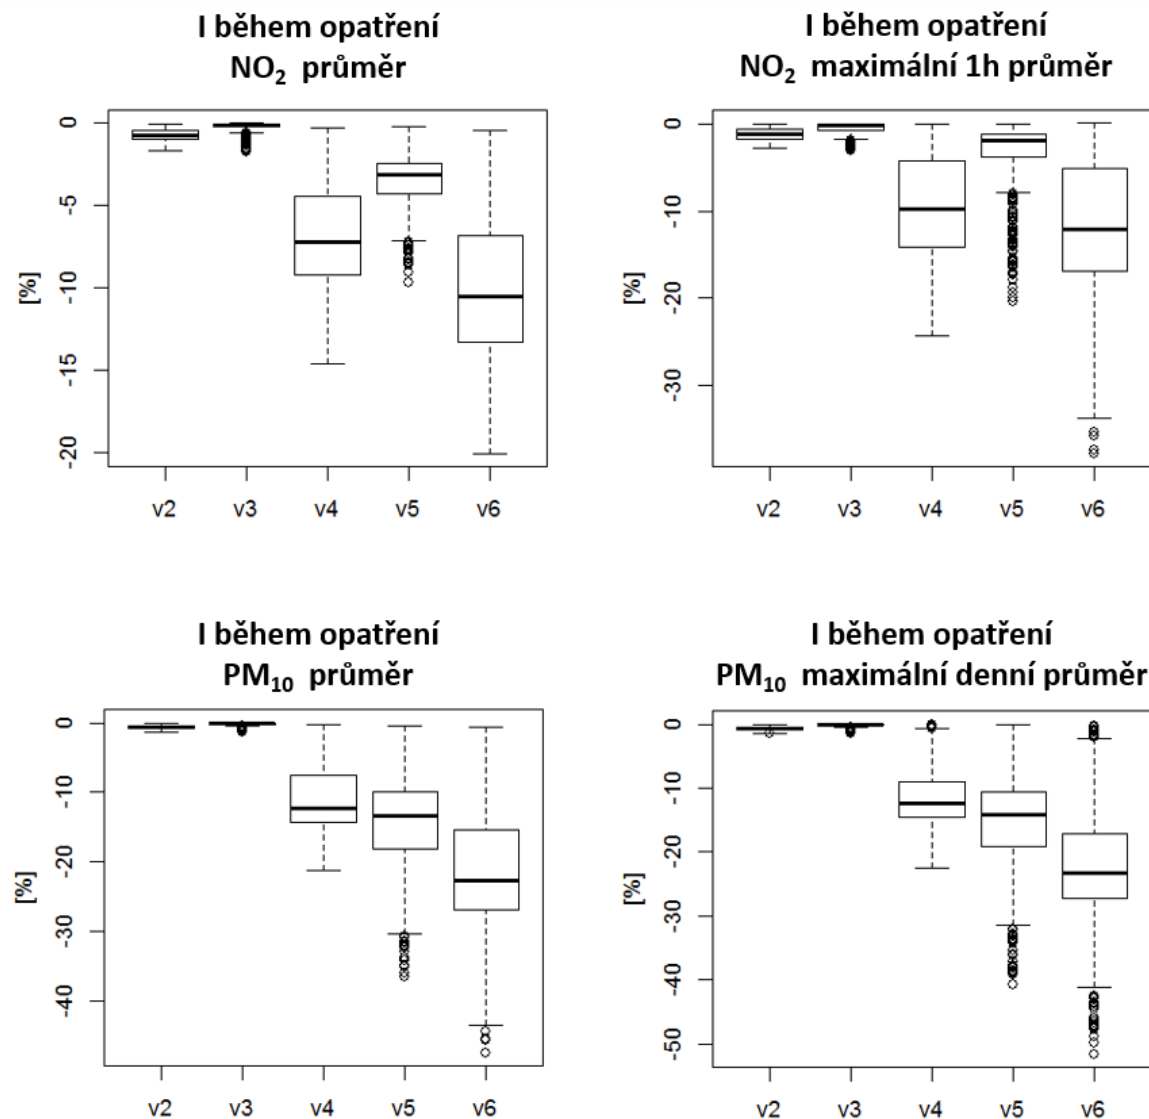 I během opatření
NO₂ průměr
[%]
0
-5
-10
-15
-20
v2 v3 v4 v5 v6
I během opatření
NO₂ maximální 1h průměr
[%]
0
-10
-20
-30
v2 v3 v4 v5 v6
I během opatření
PM₁₀ průměr
[%]
0
-10
-20
-30
-40
v2 v3 v4 v5 v6
I během opatření
PM₁₀ maximální denní průměr
[%]
0
-10
-20
-30
-40
-50
v2 v3 v4 v5 v6